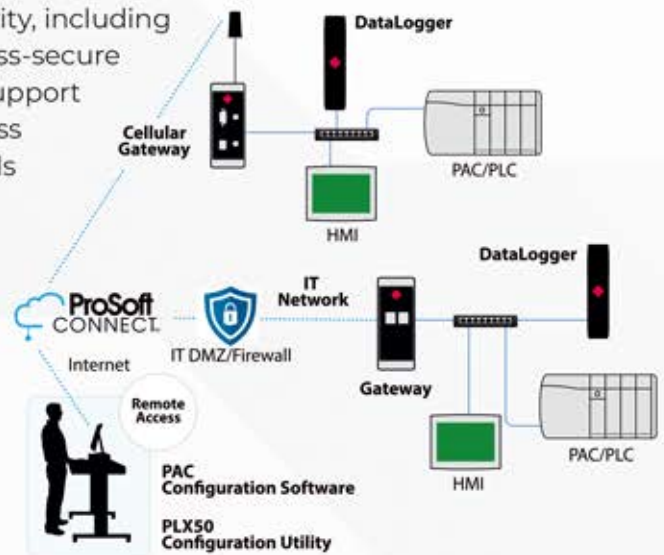 ity, including
ss-secure
upport
ss
ls
DataLogger
Cellular
Gateway
PAC/PLC
HMI
DataLogger
IT
Network
ProSoft
CONNECT
Internet
IT DMZ/Firewall
Gateway
Remote
Access
HMI
PAC/PLC
PAC
Configuration Software
PLX50
Configuration Utility